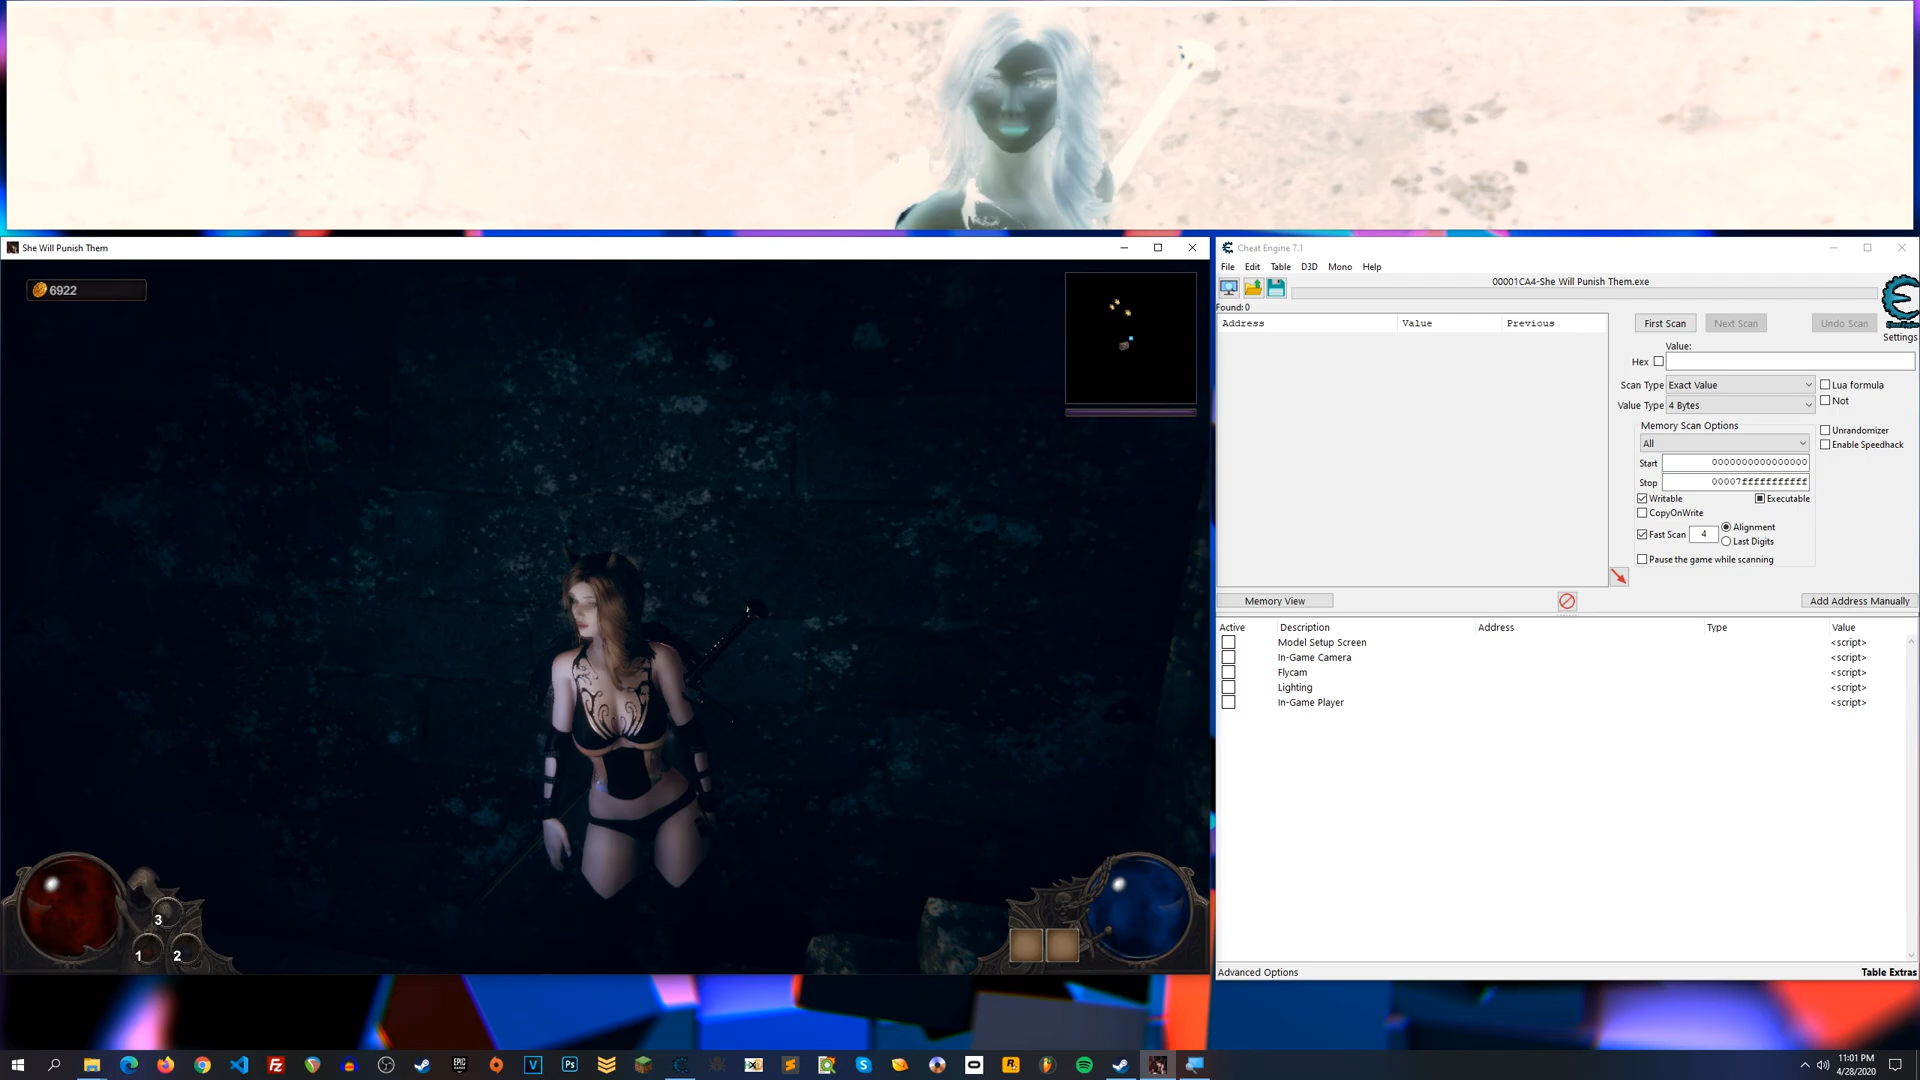 She Will Punish Them
6922
3
1
2
Cheat Engine 7.1
File Edit Table D3D Mono Help
00001CA4-She Will Punish Them.exe
Found: 0
Address Value Previous
First Scan Next Scan Undo Scan
Settings
Value:
Hex
Scan Type Exact Value Lua formula
Not
Value Type 4 Bytes
Memory Scan Options
All
Unrandomizer
Enable Speedhack
Start 0000000000000000
Stop 00007fffffffffff
Writable Executable
CopyOnWrite
Fast Scan 4 Alignment
Last Digits
Pause the game while scanning
Memory View Add Address Manually
Active Description Address Type Value
Model Setup Screen <script>
In-Game Camera <script>
Flycam <script>
Lighting <script>
In-Game Player <script>
Advanced Options Table Extras
11:01 PM
4/28/2020